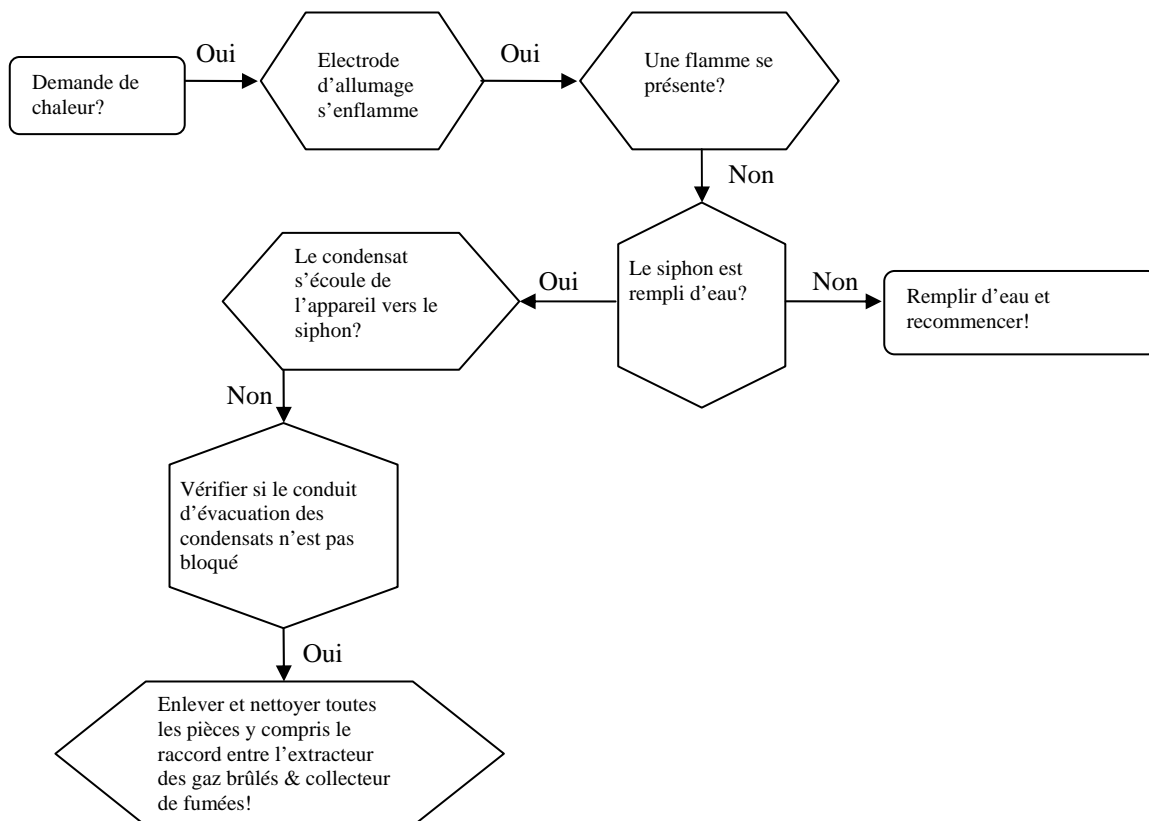 Oui
Demande de
chaleur?
Electrode
d’allumage
s’enflamme
Oui
Une flamme se
présente?
Non
Le siphon est
rempli d’eau?
Non
Remplir d’eau et
recommencer!
Oui
Le condensat
s’écoule de
l’appareil vers le
siphon?
Non
Vérifier si le conduit
d’évacuation des
condensats n’est pas
bloqué
Oui
Enlever et nettoyer toutes
les pièces y compris le
raccord entre l’extracteur
des gaz brûlés & collecteur
de fumées!